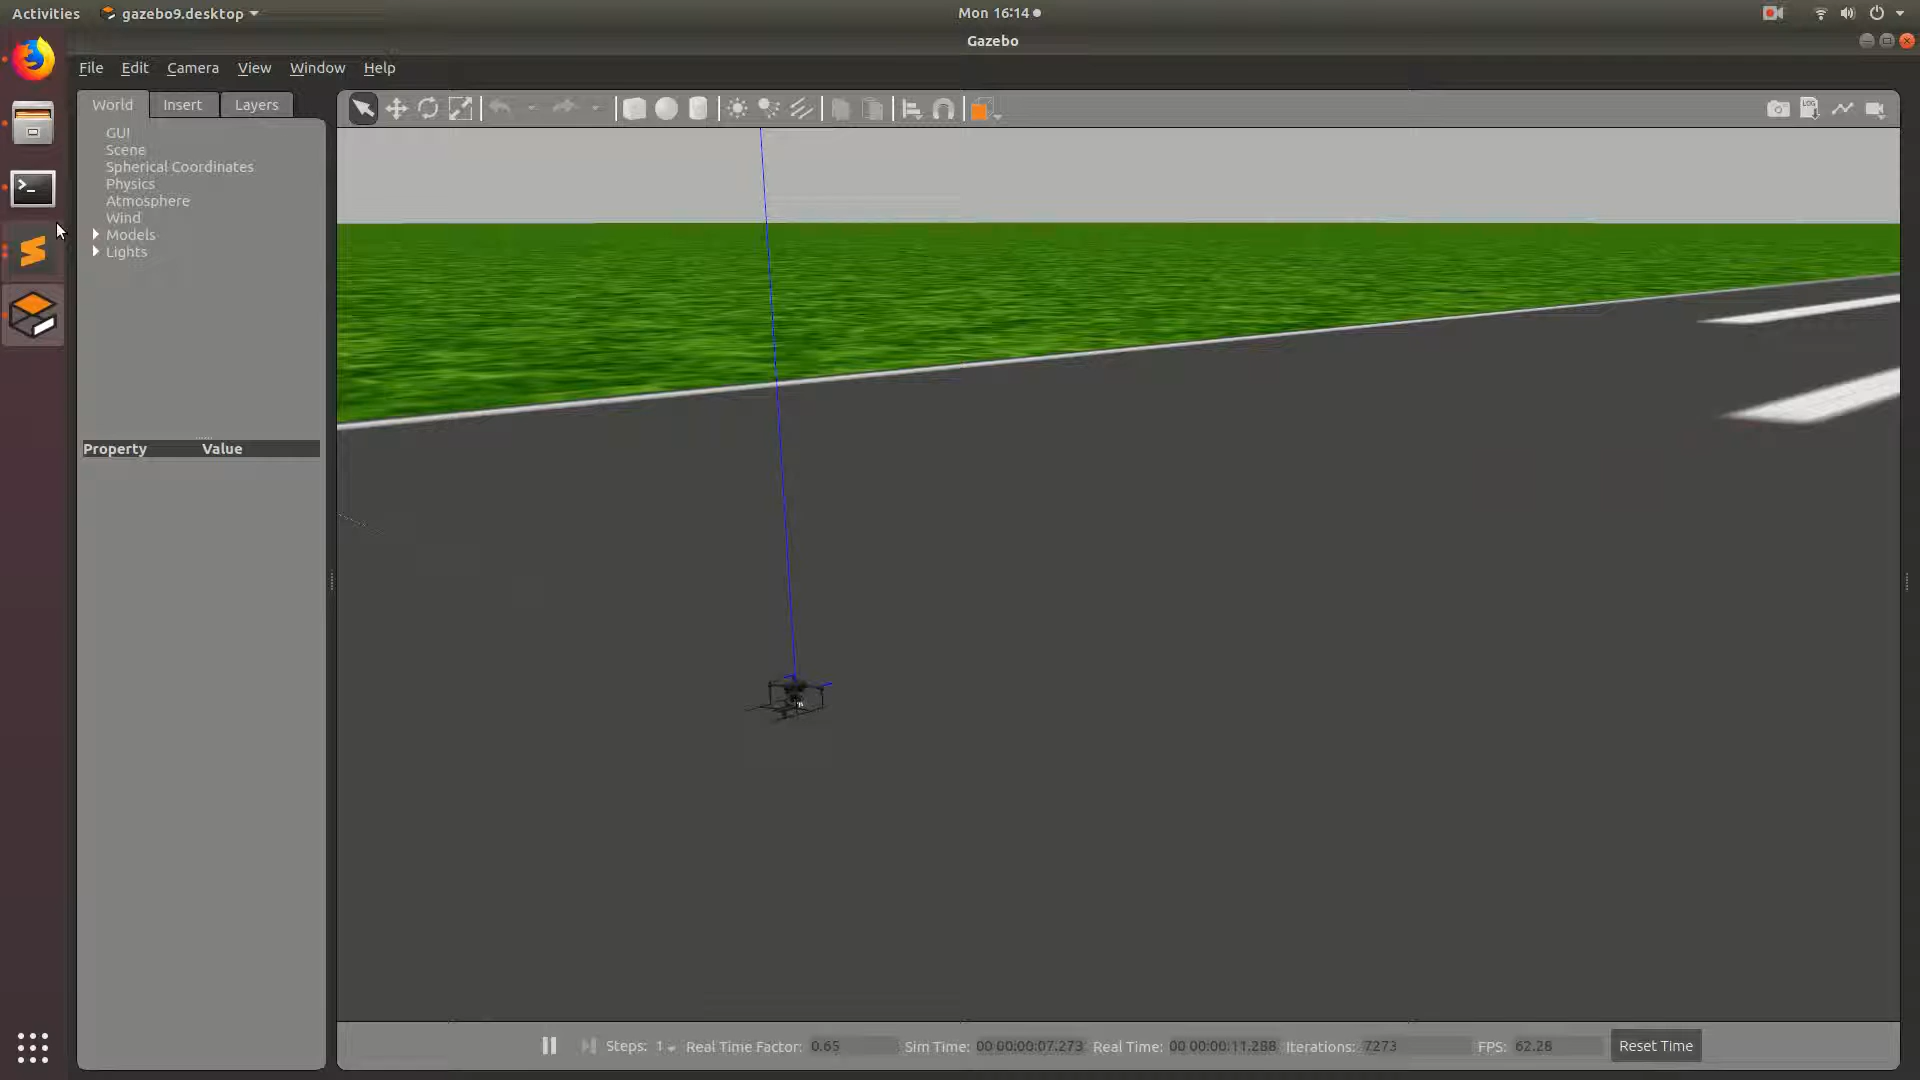 Activities gazebo9.desktop Mon 16:14
Gazebo
File Edit Camera View Window Help
World Insert Layers
GUI
Scene
Spherical Coordinates
Physics
Atmosphere
Wind
Models
Lights
Property Value
Steps: 1 Real Time Factor: 0.65 Sim Time: 00 00:00:07.273 Real Time: 00 00:00:11.288 Iterations: 7273 FPS: 62.28 Reset Time